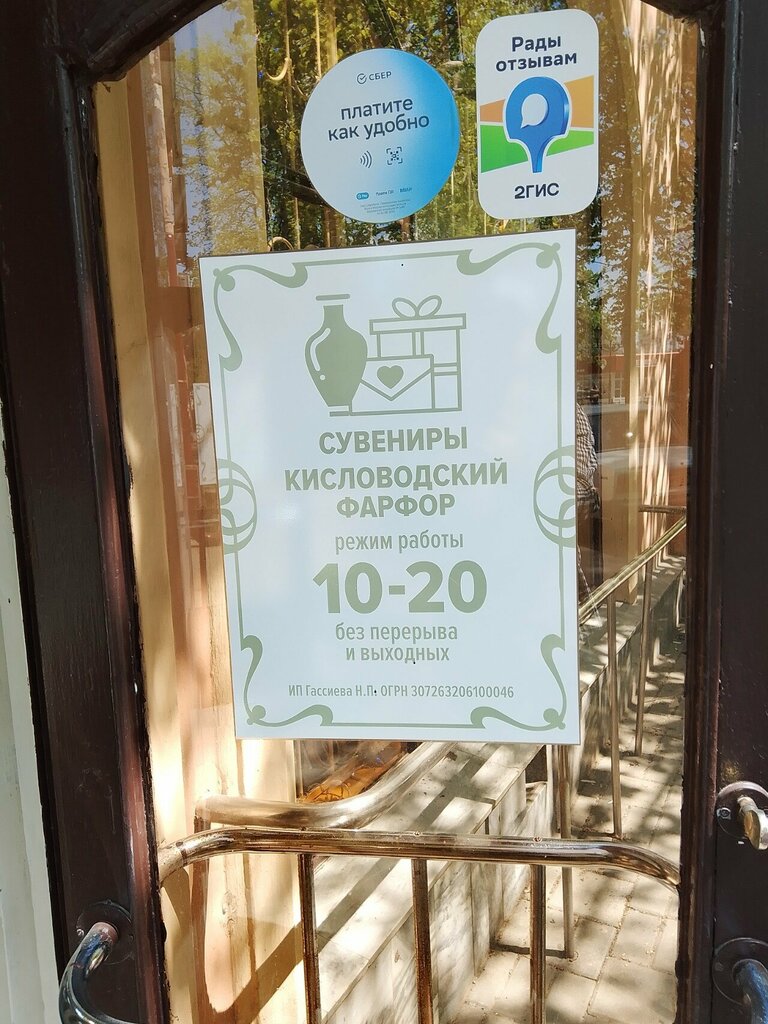 СБЕР
платите
как удобно
Рады
отзывам
2ГИС
СУВЕНИРЫ
КИСЛОВОДСКИЙ
ФАРФОР
режим работы
10-20
без перерыва
и выходных
ИП Гассиева Н.П. ОГРН 307263206100046